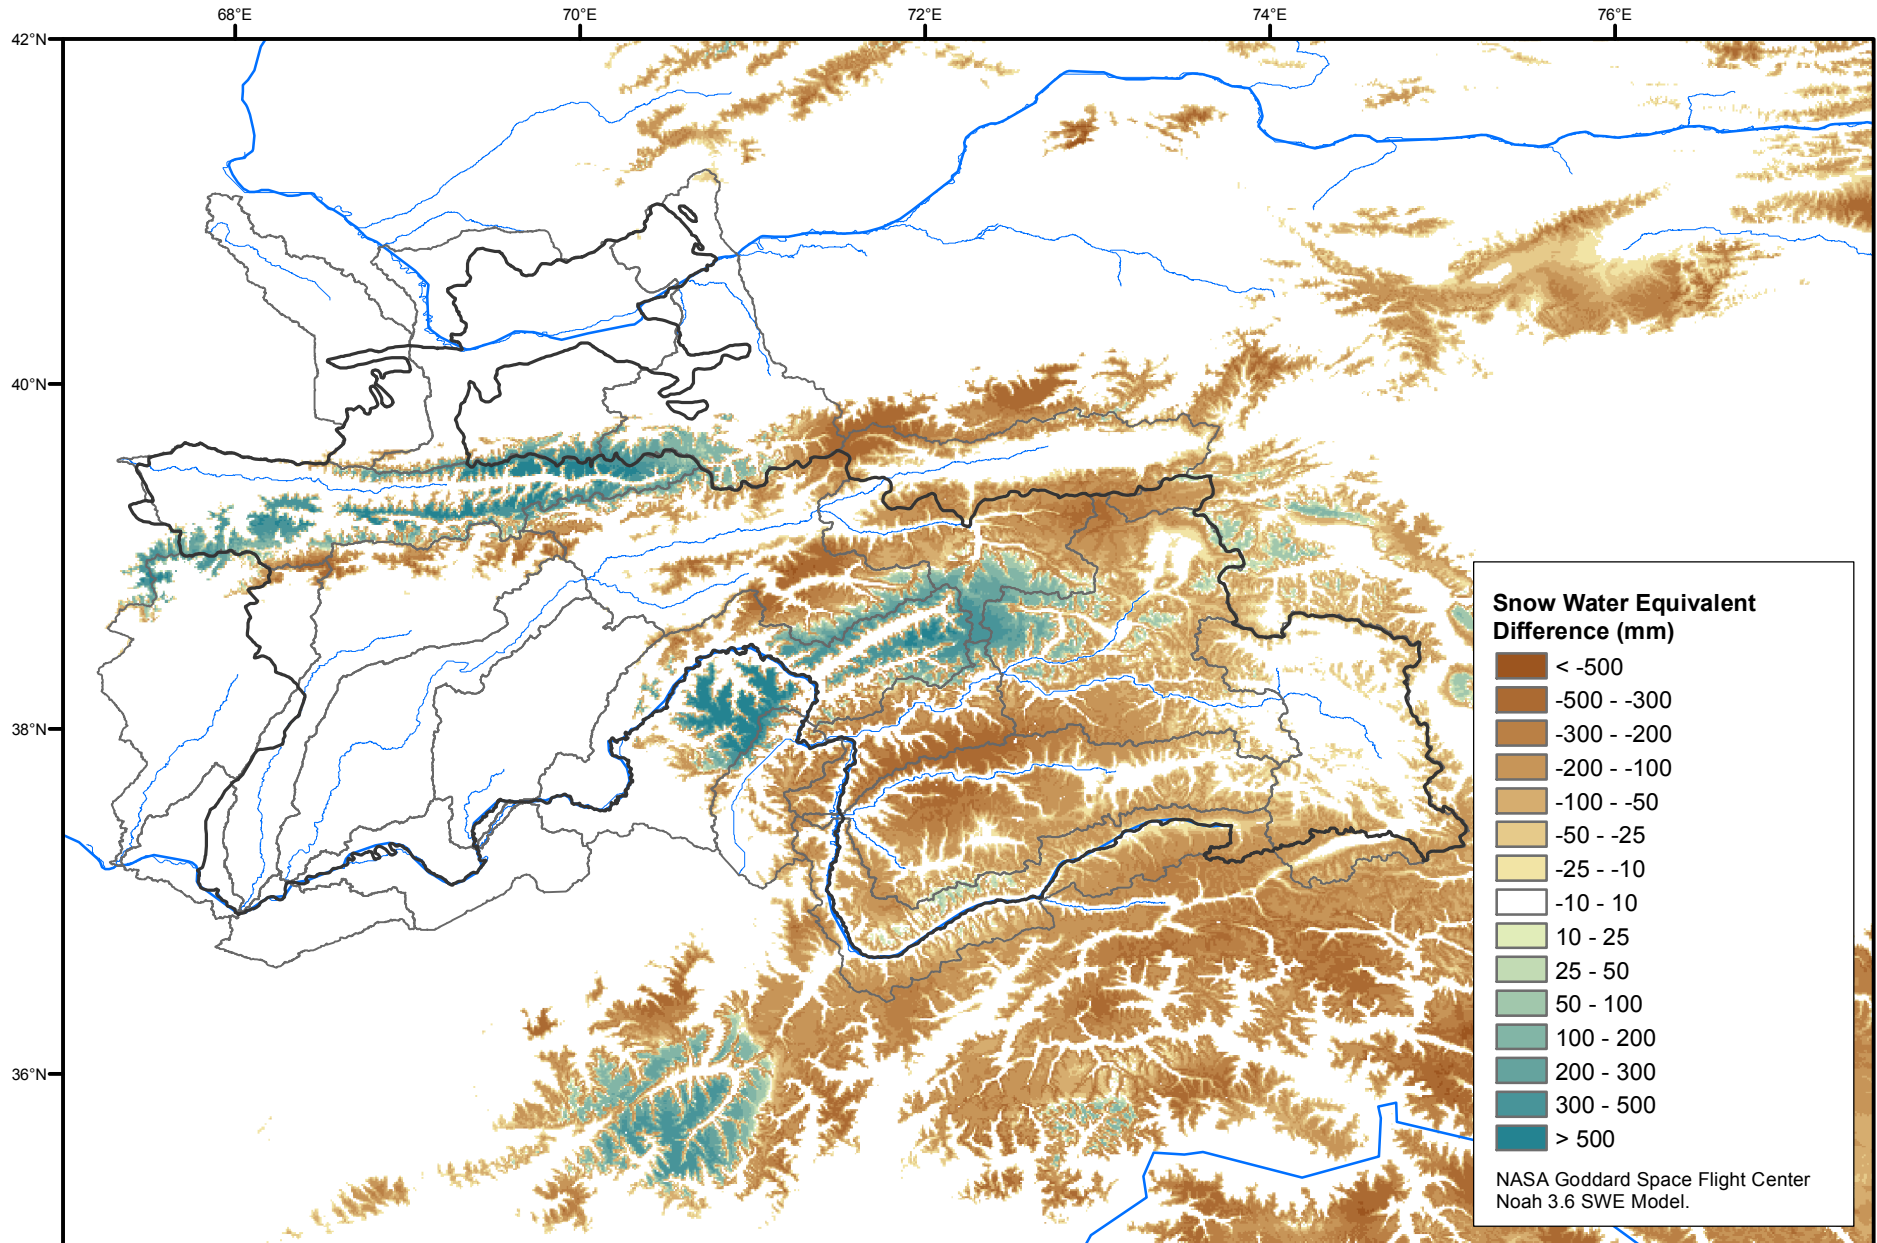 68°E 70°E 72°E 74°E 76°E
42°N
40°N
38°N
36°N
Snow Water Equivalent
Difference (mm)
< -500
-500 - -300
-300 - -200
-200 - -100
-100 - -50
-50 - -25
-25 - -10
-10 - 10
10 - 25
25 - 50
50 - 100
100 - 200
200 - 300
300 - 500
> 500
NASA Goddard Space Flight Center
Noah 3.6 SWE Model.